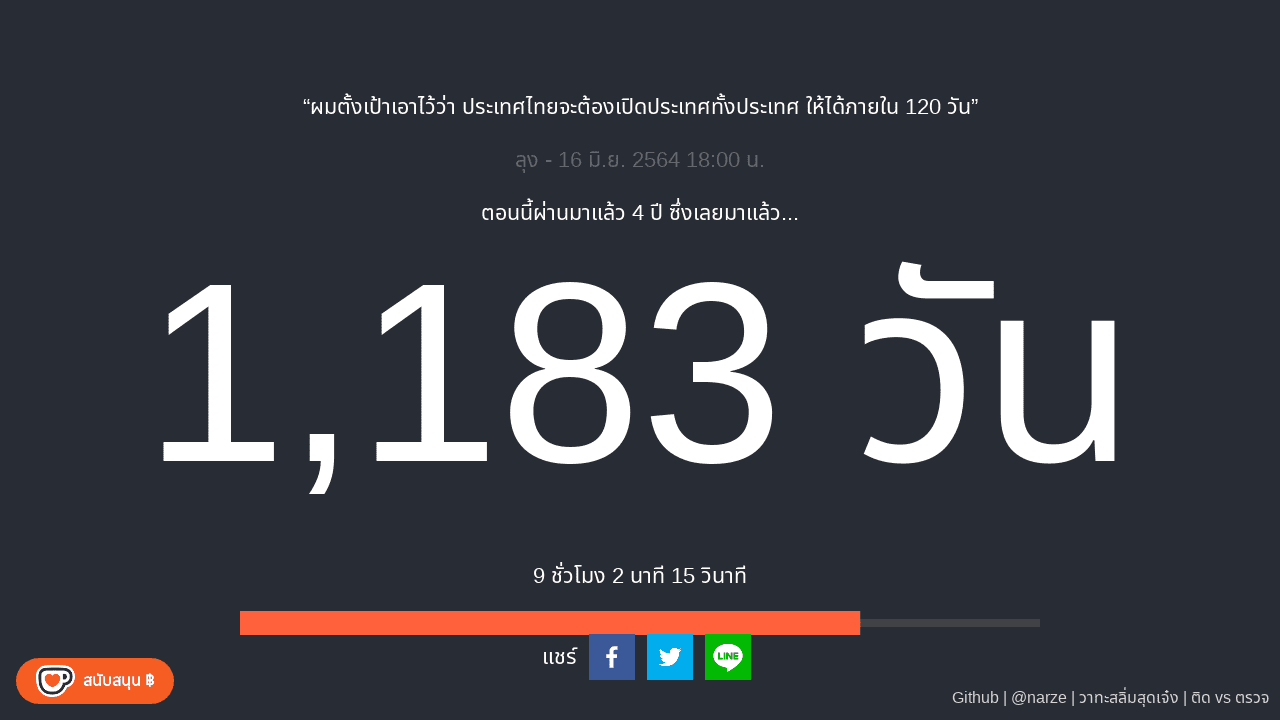 “ผมตั้งเป้าเอาไว้ว่า ประเทศไทยจะต้องเปิดประเทศทั้งประเทศ ให้ได้ภายใน 120 วัน”
ลุง - 16 มิ.ย. 2564 18:00 น.
ตอนนี้ผ่านมาแล้ว 4 ปี ซึ่งเลยมาแล้ว...
1,183 วัน
9 ชั่วโมง 2 นาที 15 วินาที
แชร์
LINE
สนับสนุน ฿
Github | @narze | วาทะสลิ่มสุดเจ๋ง | ติด vs ตรวจ